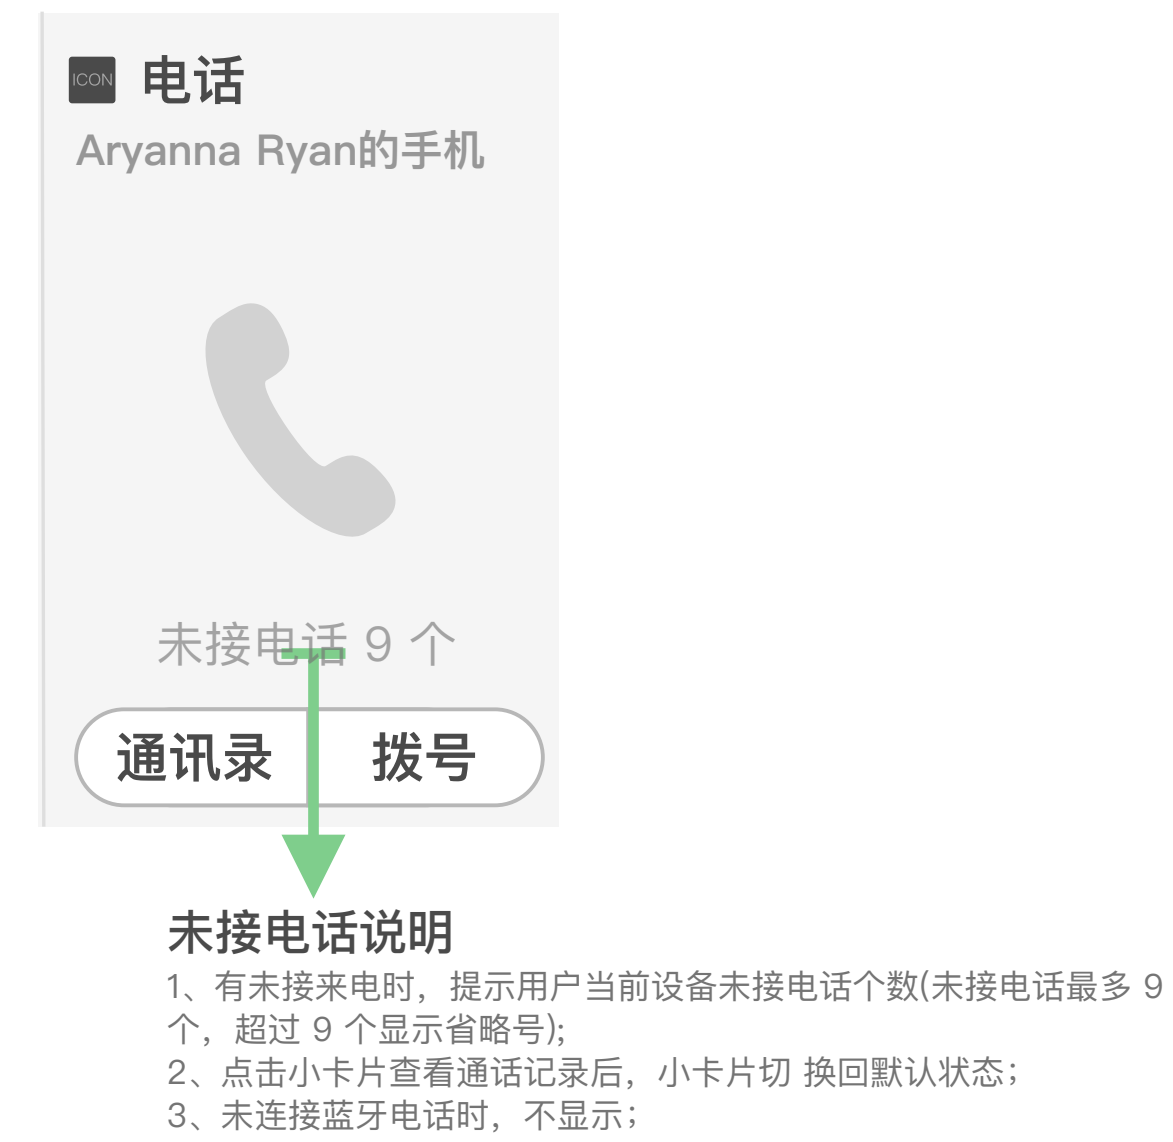 ICON 电话
Aryanna Ryan的手机
未接电话 9 个
通讯录 拨号
未接电话说明
1、有未接来电时，提示用户当前设备未接电话个数(未接电话最多 9
个，超过 9 个显示省略号);
2、点击小卡片查看通话记录后，小卡片切 换回默认状态；
3、未连接蓝牙电话时，不显示；